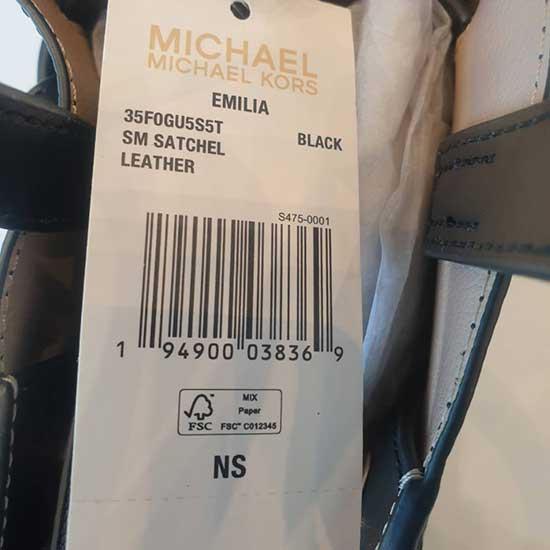 MICHAEL
MICHAEL KORS
EMILIA
35F0GU5S5T
SM SATCHEL BLACK
LEATHER
S475-0001
1 94900 03836 9
FSC
MIX
Paper
FSC™ C012345
NS